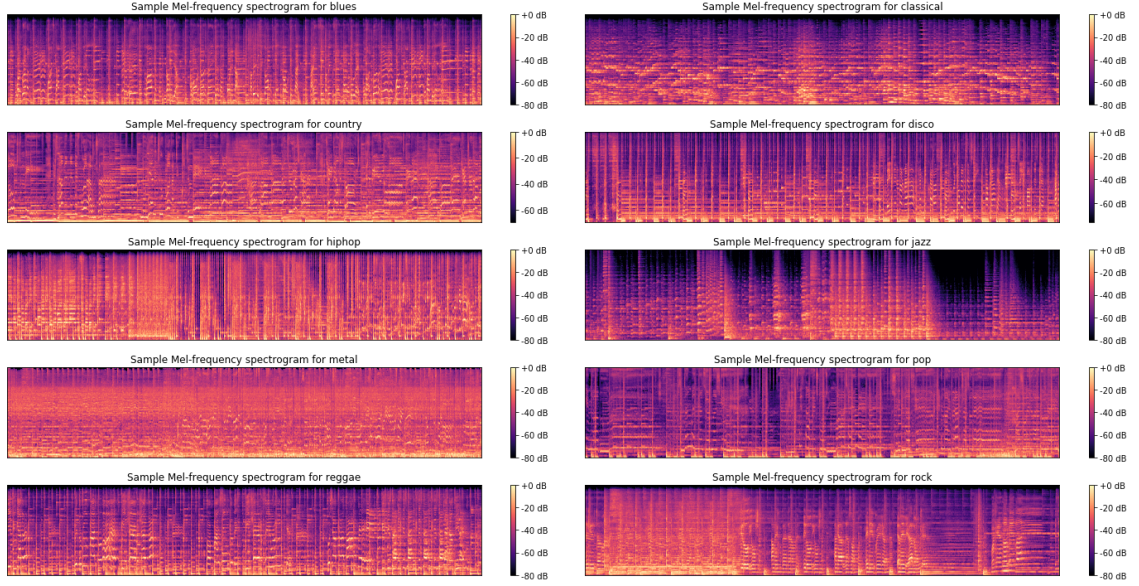 Sample Mel-frequency spectrogram for blues
+0 dB
-20 dB
-40 dB
-60 dB
-80 dB
Sample Mel-frequency spectrogram for classical
+0 dB
-20 dB
-40 dB
-60 dB
-80 dB
Sample Mel-frequency spectrogram for country
+0 dB
-20 dB
-40 dB
-60 dB
Sample Mel-frequency spectrogram for disco
+0 dB
-20 dB
-40 dB
-60 dB
Sample Mel-frequency spectrogram for hiphop
+0 dB
-20 dB
-40 dB
-60 dB
-80 dB
Sample Mel-frequency spectrogram for jazz
+0 dB
-20 dB
-40 dB
-60 dB
-80 dB
Sample Mel-frequency spectrogram for metal
+0 dB
-20 dB
-40 dB
-60 dB
-80 dB
Sample Mel-frequency spectrogram for pop
+0 dB
-20 dB
-40 dB
-60 dB
-80 dB
Sample Mel-frequency spectrogram for reggae
+0 dB
-20 dB
-40 dB
-60 dB
-80 dB
Sample Mel-frequency spectrogram for rock
+0 dB
-20 dB
-40 dB
-60 dB
-80 dB